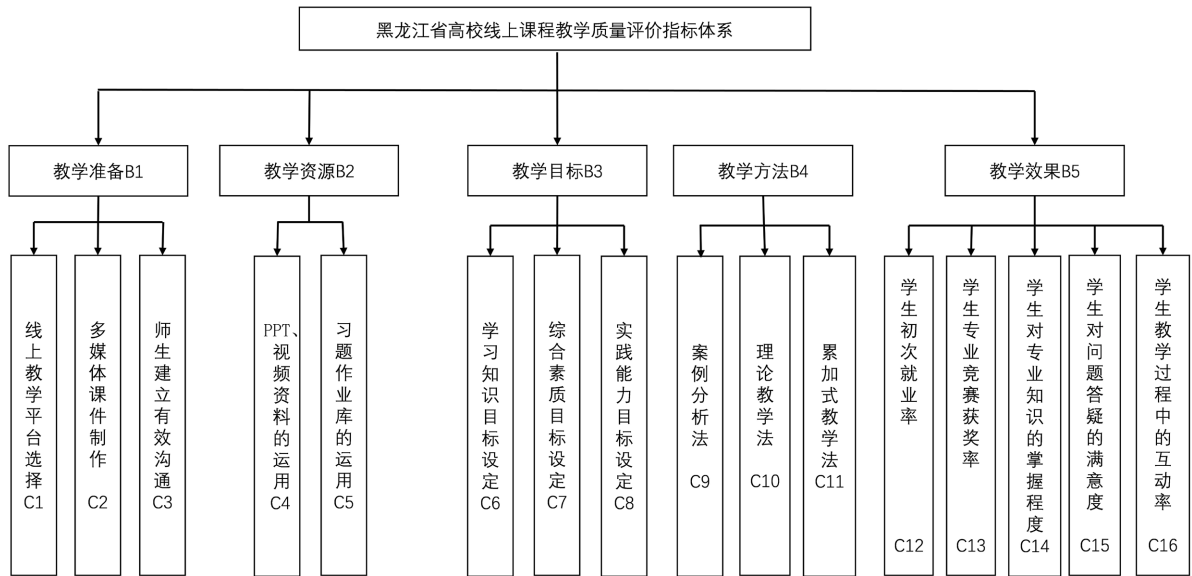 黑龙江省高校线上课程教学质量评价指标体系
教学准备B1
教学资源B2
教学目标B3
教学方法B4
教学效果B5
线上教学平台选择C1
多媒体课件制作C2
师生建立有效沟通C3
PPT、视频资料的运用C4
习题作业库的运用C5
学习知识目标设定C6
综合素质目标设定C7
实践能力目标设定C8
案例分析法C9
理论教学法C10
累加式教学法C11
学生初次就业率C12
学生专业竞赛获奖率C13
学生对专业知识的掌握程度C14
学生对问题答疑的满意度C15
学生教学过程中的互动率C16